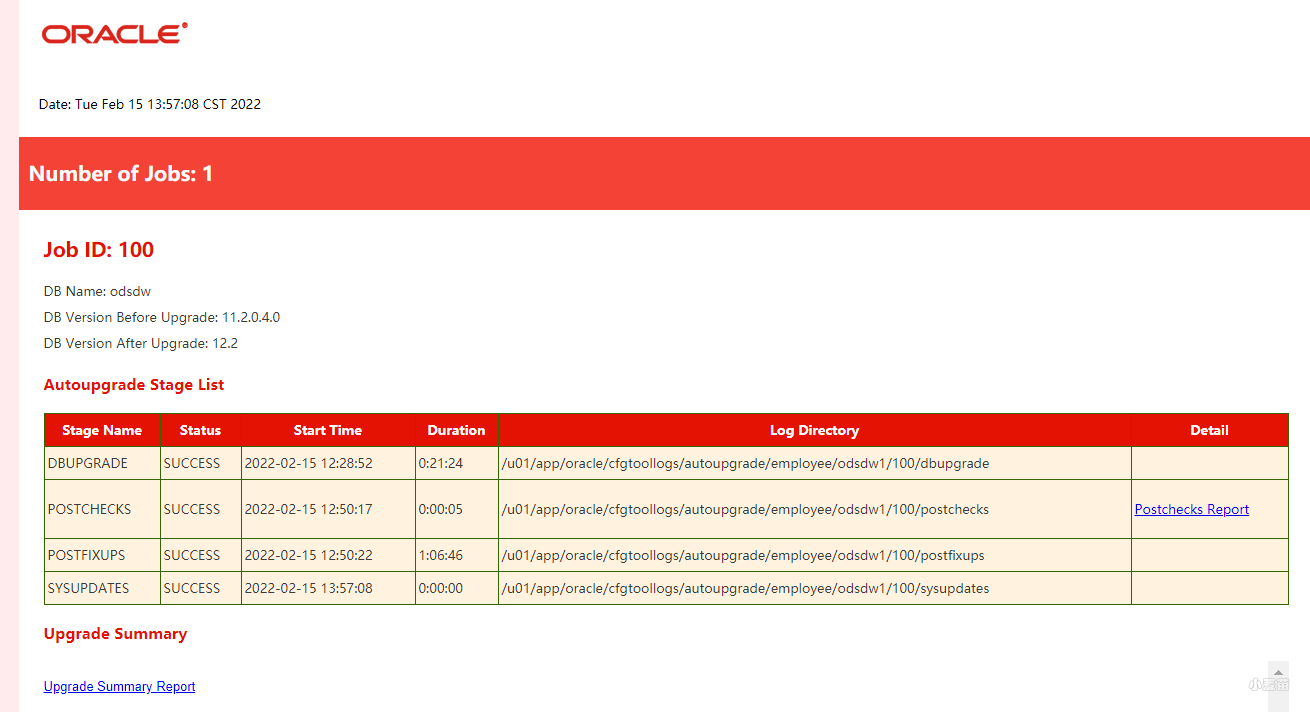 ORACLE
Date: Tue Feb 15 13:57:08 CST 2022
Number of Jobs: 1
Job ID: 100
DB Name: odsdw
DB Version Before Upgrade: 11.2.0.4.0
DB Version After Upgrade: 12.2
Autoupgrade Stage List
Stage Name Status Start Time Duration Log Directory Detail
DBUPGRADE SUCCESS 2022-02-15 12:28:52 0:21:24 /u01/app/oracle/cfgtoollogs/autoupgrade/employee/odsdw1/100/dbupgrade
POSTCHECKS SUCCESS 2022-02-15 12:50:17 0:00:05 /u01/app/oracle/cfgtoollogs/autoupgrade/employee/odsdw1/100/postchecks Postchecks Report
POSTFIXUPS SUCCESS 2022-02-15 12:50:22 1:06:46 /u01/app/oracle/cfgtoollogs/autoupgrade/employee/odsdw1/100/postfixups
SYSUPDATES SUCCESS 2022-02-15 13:57:08 0:00:00 /u01/app/oracle/cfgtoollogs/autoupgrade/employee/odsdw1/100/sysupdates
Upgrade Summary
Upgrade Summary Report